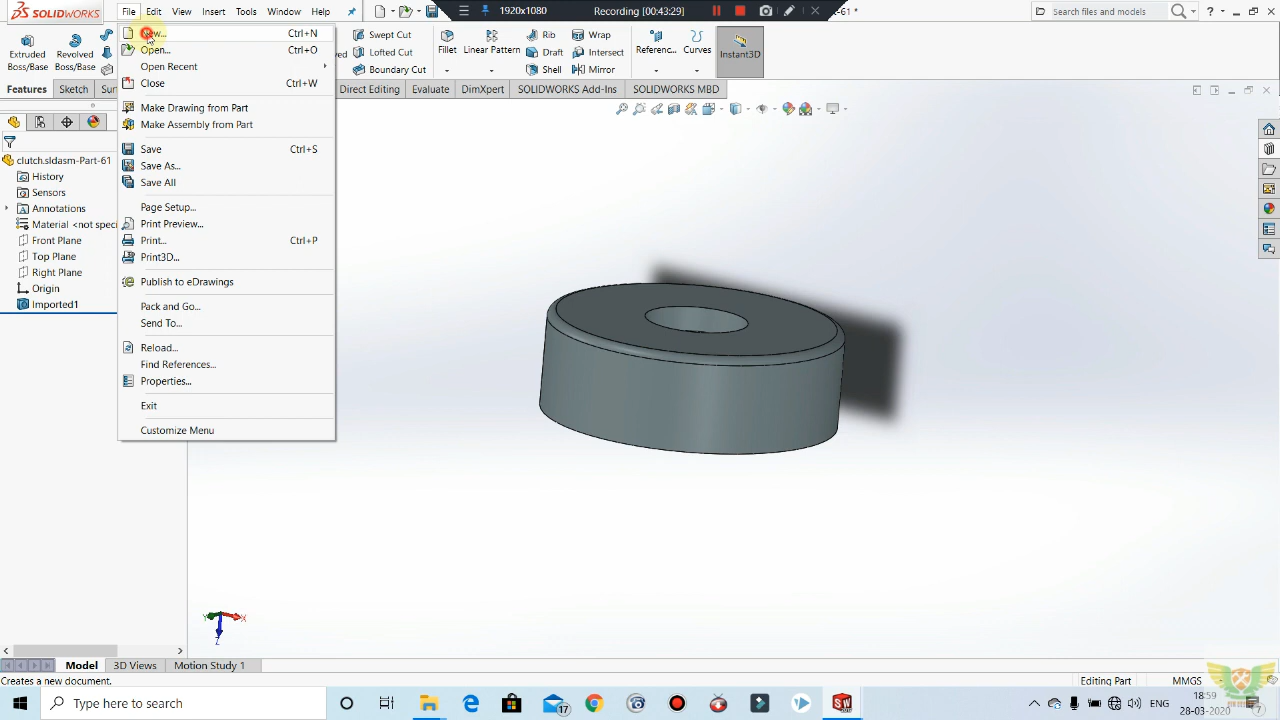 SOLIDWORKS File Edit View Insert Tools Window Help 1920x1080 Recording [00:43:29] -61 * Search files and models ?
New... Ctrl+N
Open... Ctrl+O
Open Recent
Close Ctrl+W
Make Drawing from Part
Make Assembly from Part
Save Ctrl+S
Save As...
Save All
Page Setup...
Print Preview...
Print... Ctrl+P
Print3D...
Publish to eDrawings
Pack and Go...
Send To...
Reload...
Find References...
Properties...
Exit
Customize Menu
Extruded Boss/Base
Revolved Boss/Base
Swept Cut
Lofted Cut
Boundary Cut
Fillet
Linear Pattern
Rib
Draft
Shell
Wrap
Intersect
Mirror
Referenc...
Curves
Instant3D
Features Sketch Sur Direct Editing Evaluate DimXpert SOLIDWORKS Add-Ins SOLIDWORKS MBD
clutch.sldasm-Part-61
History
Sensors
Annotations
Material <not speci
Front Plane
Top Plane
Right Plane
Origin
Imported1
Y X
Z
Model 3D Views Motion Study 1
Creates a new document. Editing Part MMGS
Type here to search 17 ENG 18:59
28-03-2020 7